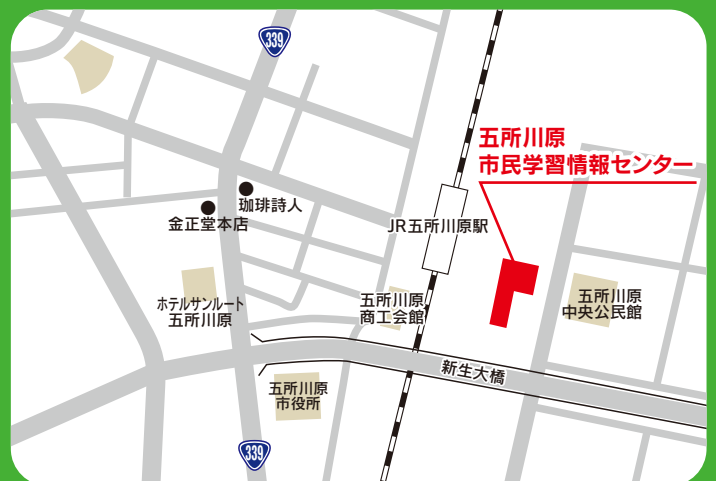 339
五所川原
市民学習情報センター
珈琲詩人
金正堂本店
JR五所川原駅
ホテルサンルート
五所川原
五所川原
商工会館
五所川原
中央公民館
新生大橋
五所川原
市役所
339